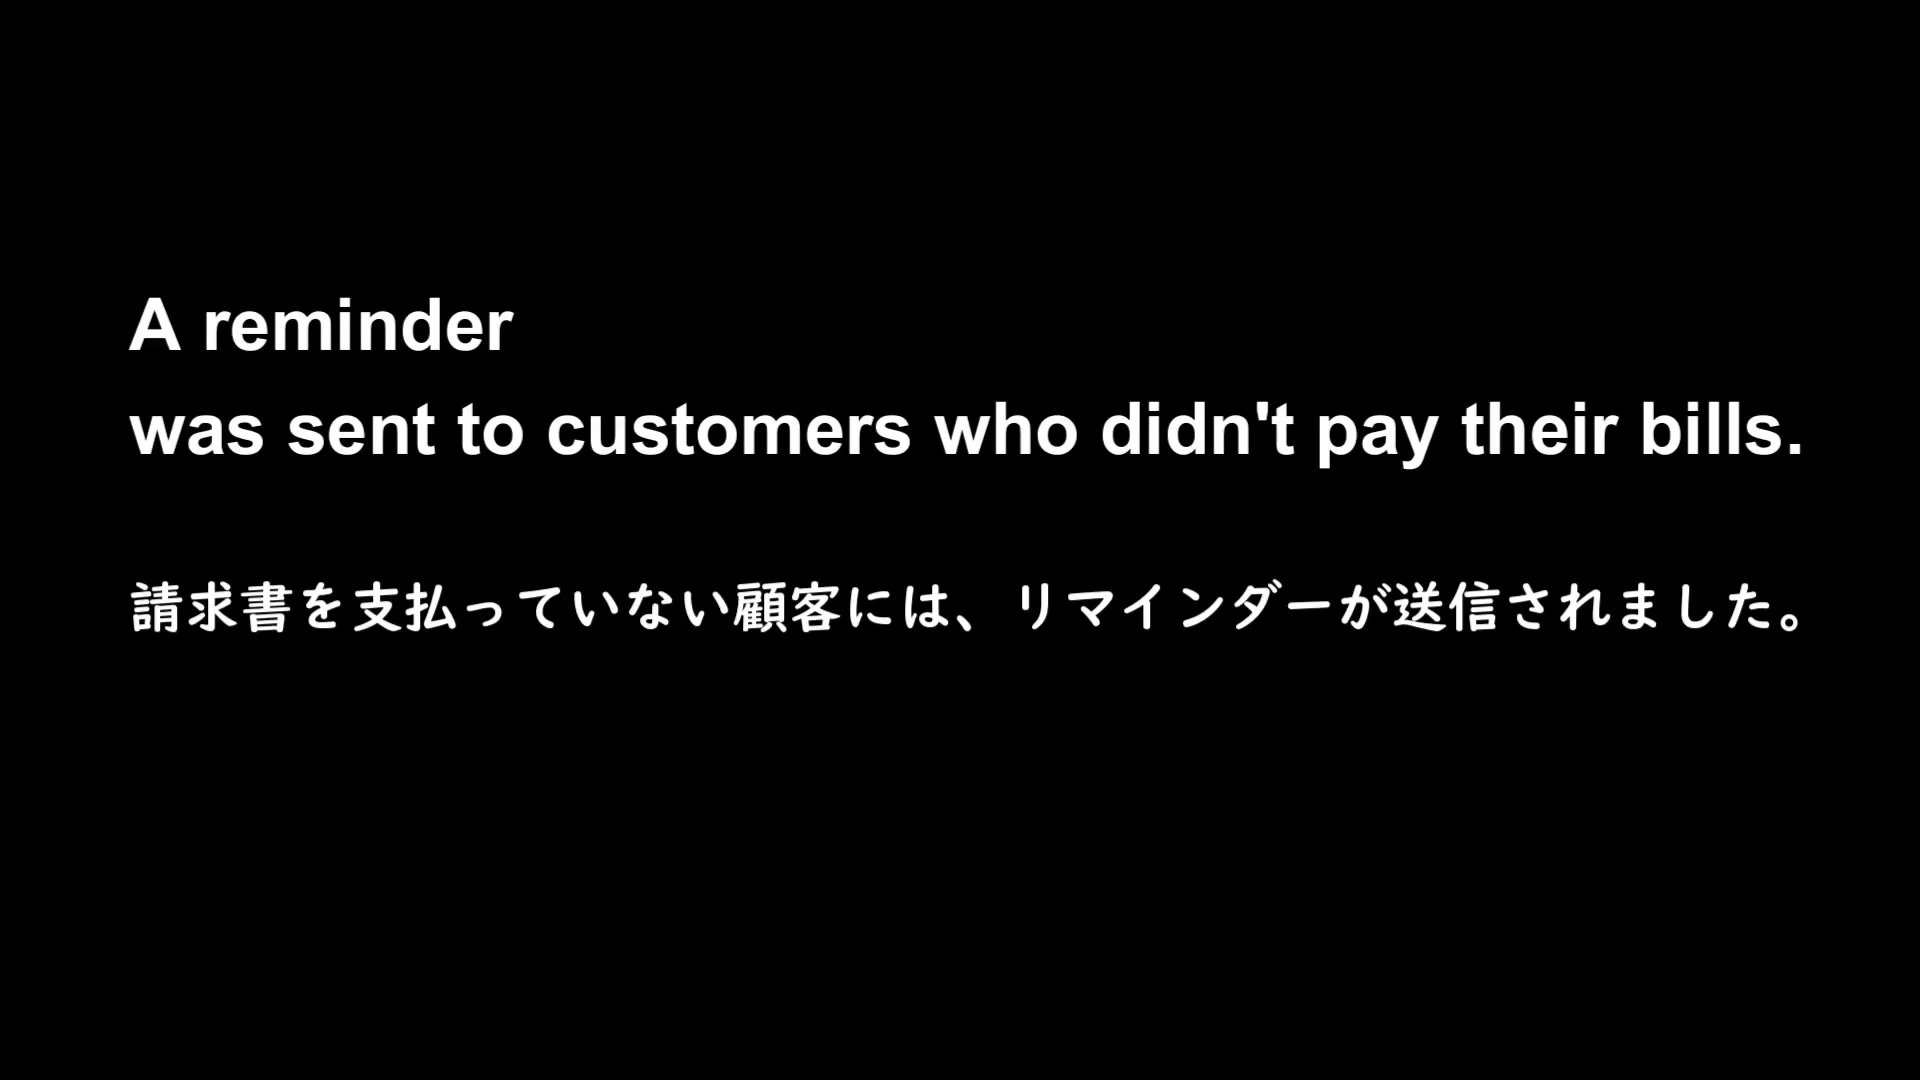 A reminder
was sent to customers who didn't pay their bills.
請求書を支払っていない顧客には、リマインダーが送信されました。